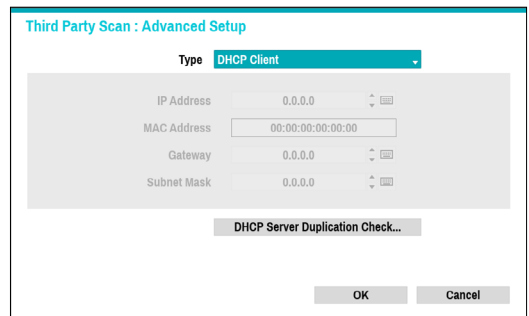 Third Party Scan : Advanced Setup
Type DHCP Client
IP Address 0.0.0.0
MAC Address 00:00:00:00:00:00
Gateway 0.0.0.0
Subnet Mask 0.0.0.0
DHCP Server Duplication Check...
OK Cancel